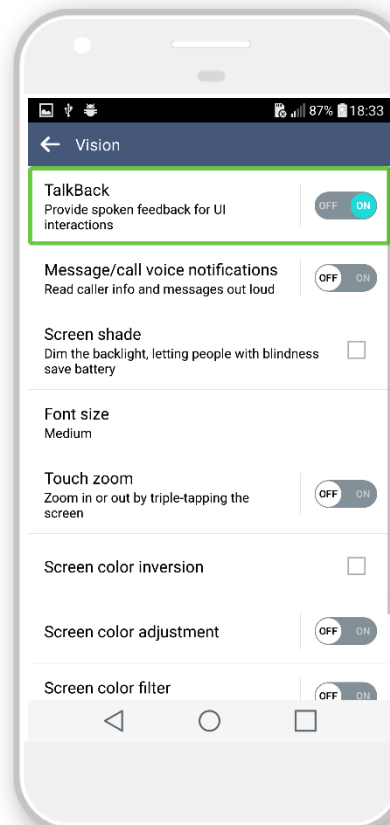 87% 18:33
Vision
TalkBack
Provide spoken feedback for UI
interactions
OFF ON
Message/call voice notifications
Read caller info and messages out loud
OFF ON
Screen shade
Dim the backlight, letting people with blindness
save battery
Font size
Medium
Touch zoom
Zoom in or out by triple-tapping the
screen
OFF ON
Screen color inversion
Screen color adjustment
OFF ON
Screen color filter
OFF ON